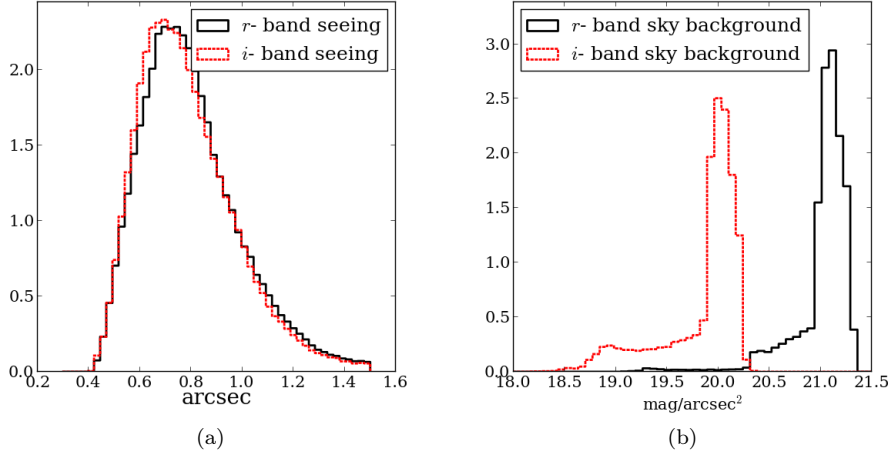 r- band seeing
i- band seeing
2.0
1.5
1.0
0.5
0.0
0.2 0.4 0.6 0.8 1.0 1.2 1.4 1.6
arcsec
(a)
r- band sky background
i- band sky background
3.0
2.5
2.0
1.5
1.0
0.5
0.0
18.0 18.5 19.0 19.5 20.0 20.5 21.0 21.5
mag/arcsec²
(b)